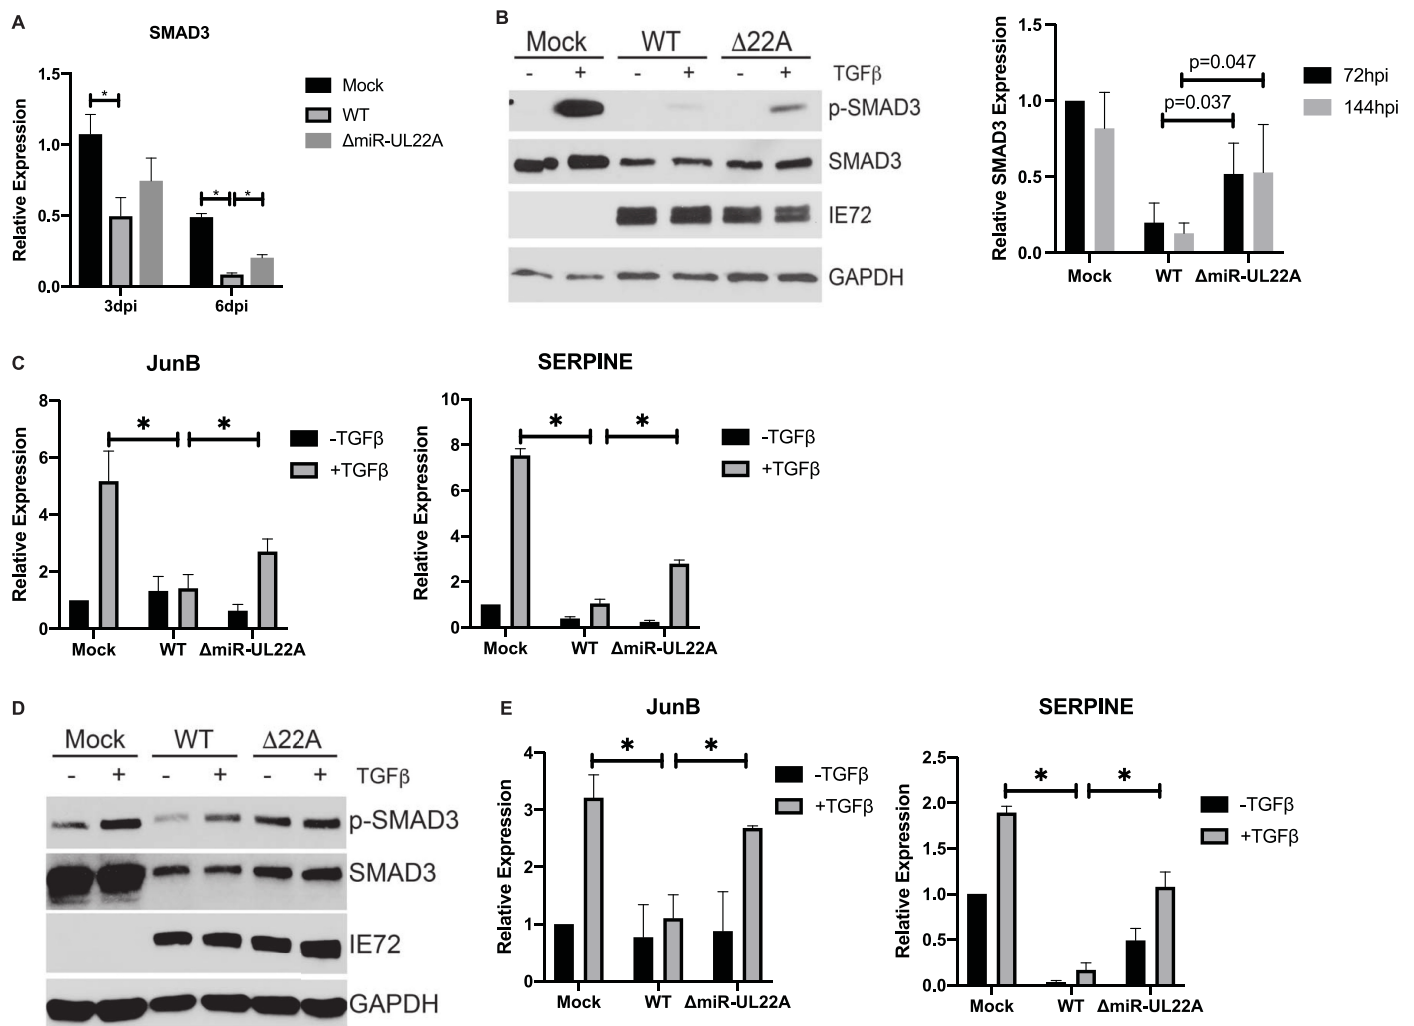 A
SMAD3
Relative Expression
1.5
1.0
0.5
0.0
*
* *
3dpi 6dpi
Mock
WT
ΔmiR-UL22A
B
Mock WT Δ22A
- + - + - + TGFβ
p-SMAD3
SMAD3
IE72
GAPDH
Relative SMAD3 Expression
1.5
1.0
0.5
0.0
p=0.047
p=0.037
Mock WT ΔmiR-UL22A
72hpi
144hpi
C
JunB
Relative Expression
8
6
4
2
0
* *
Mock WT ΔmiR-UL22A
-TGFβ
+TGFβ
SERPINE
Relative Expression
10
8
6
4
2
0
* *
Mock WT ΔmiR-UL22A
-TGFβ
+TGFβ
D
Mock WT Δ22A
- + - + - + TGFβ
p-SMAD3
SMAD3
IE72
GAPDH
E
JunB
Relative Expression
4
3
2
1
0
* *
Mock WT ΔmiR-UL22A
-TGFβ
+TGFβ
SERPINE
Relative Expression
2.5
2.0
1.5
1.0
0.5
0.0
* *
Mock WT ΔmiR-UL22A
-TGFβ
+TGFβ